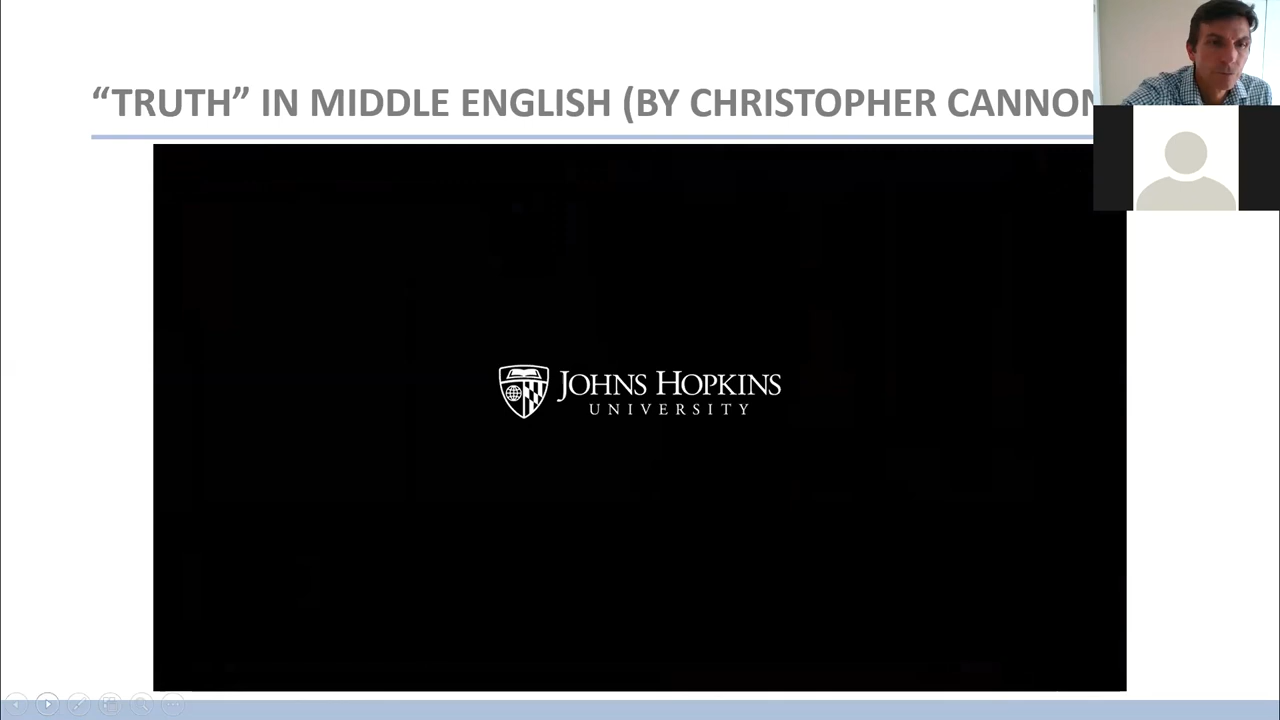 “TRUTH” IN MIDDLE ENGLISH (BY CHRISTOPHER CANNON
JOHNS HOPKINS
UNIVERSITY